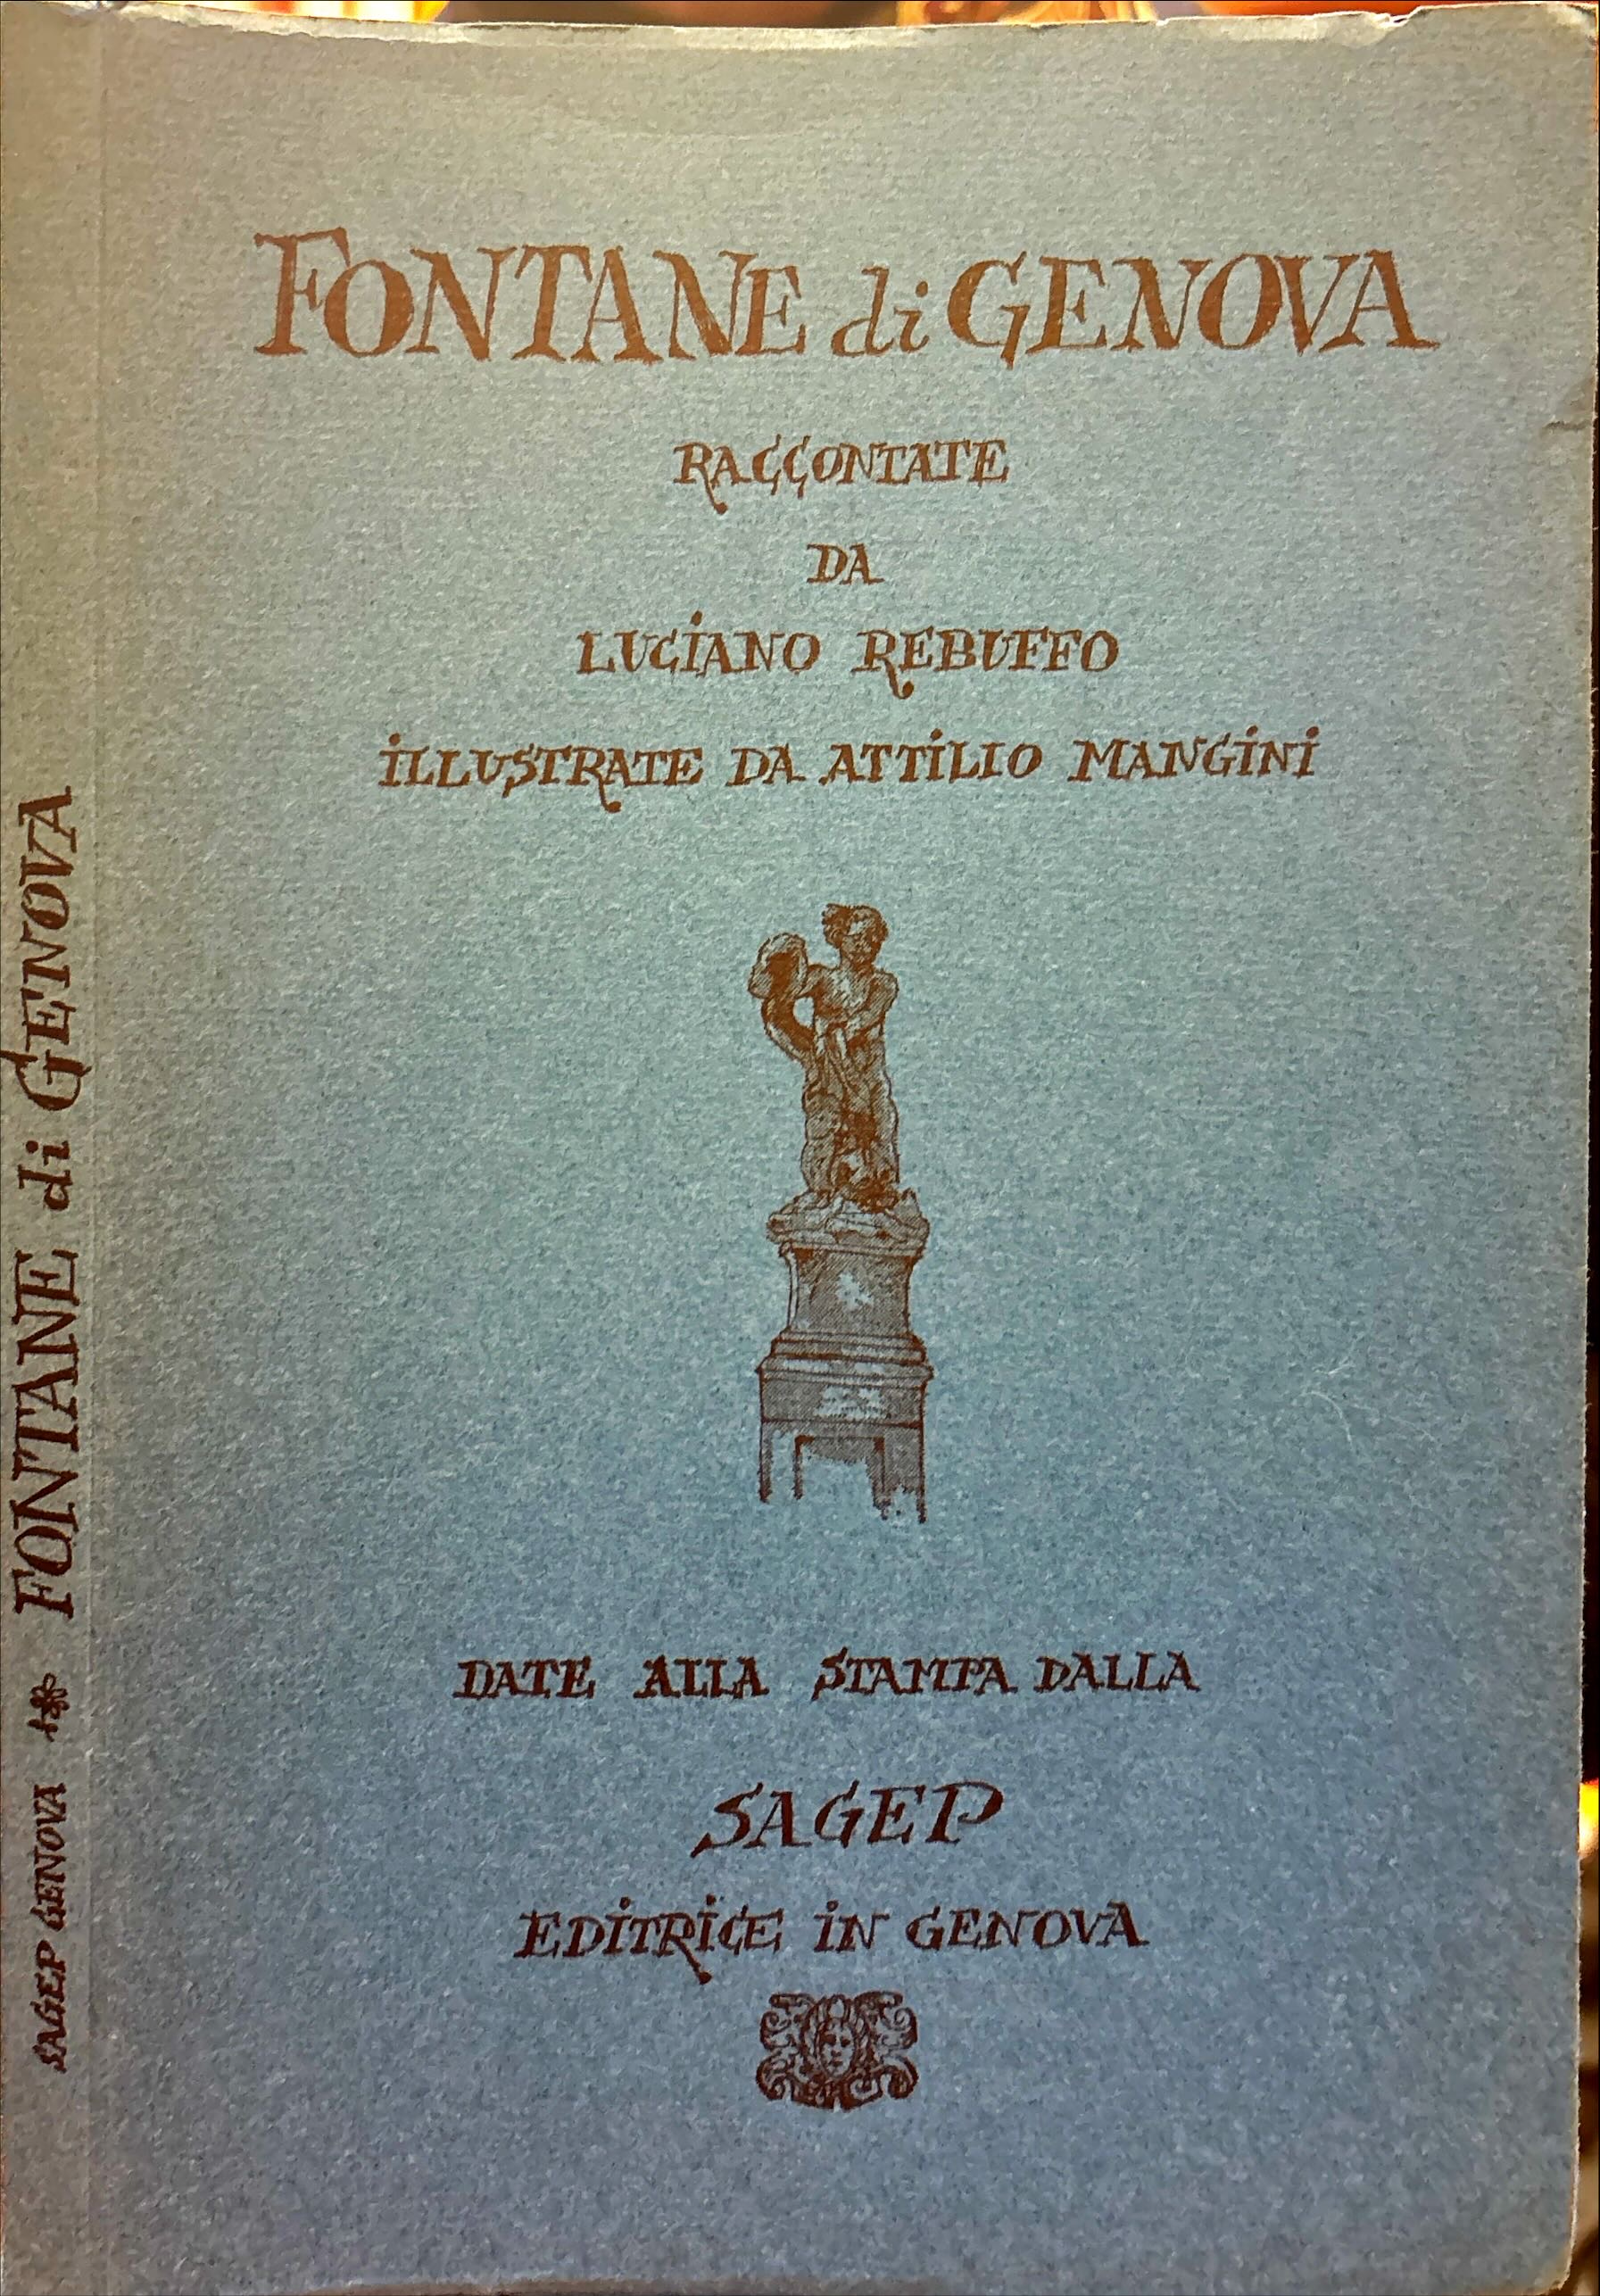 FONTANE di GENOVA
RACCONTATE
DA
LUCIANO REBUFFO
ILLUSTRATE DA ATTILIO MANGINI
DATE ALLA STAMPA DALLA
SAGEP
EDITRICE IN GENOVA
SAGEP GENOVA FONTANE di GENOVA